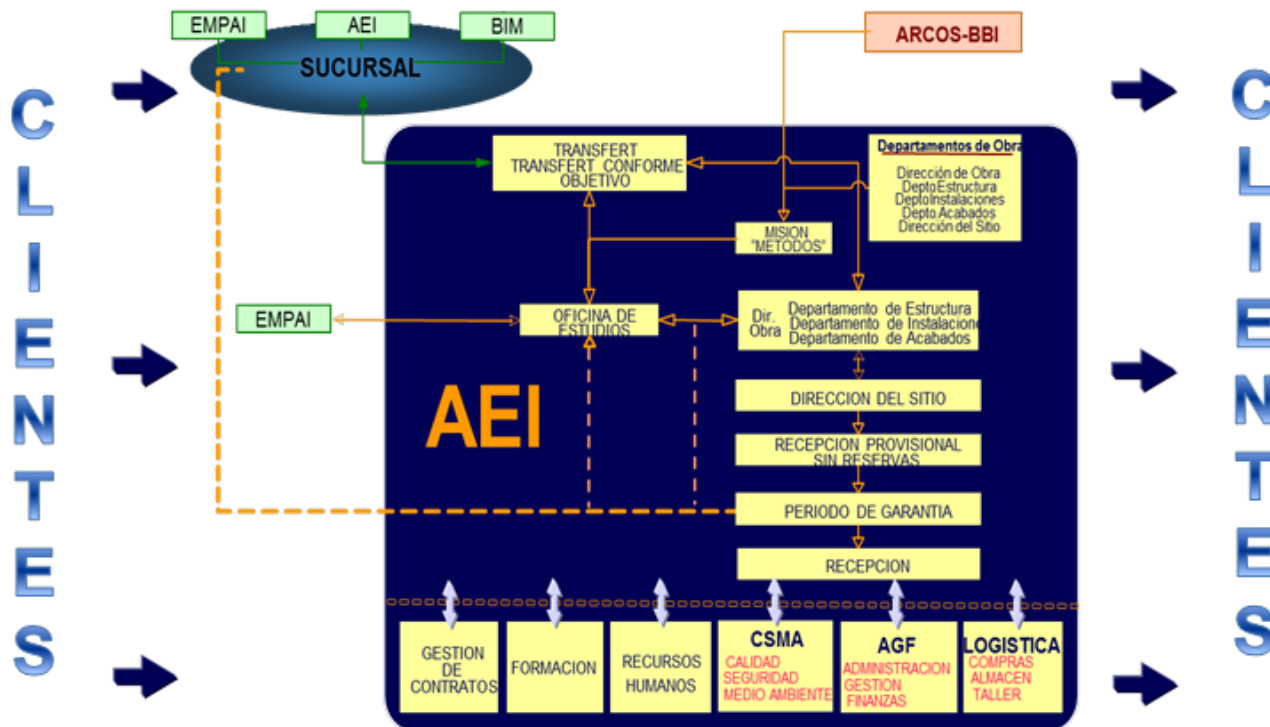 EMPAI
AEI
BIM
SUCURSAL
ARCOS-BBI
CLIENTES
CLIENTES
TRANSFERT
TRANSFERT CONFORME
OBJETIVO
Departamentos de Obra
Dirección de Obra
Depto Estructura
Depto Instalaciones
Depto. Acabados
Dirección del Sitio
MISION
"METODOS"
EMPAI
OFICINA DE
ESTUDIOS
Dir.
Obra
Departamento de Estructura
Departamento de Instalacione
Departamento de Acabados
AEI
DIRECCION DEL SITIO
RECEPCION PROVISIONAL
SIN RESERVAS
PERIODO DE GARANTIA
RECEPCION
GESTION
DE
CONTRATOS
FORMACION
RECURSOS
HUMANOS
CSMA
CALIDAD
SEGURIDAD
MEDIO AMBIENTE
AGF
ADMINISTRACION
GESTION
FINANZAS
LOGISTICA
COMPRAS
ALMACEN
TALLER